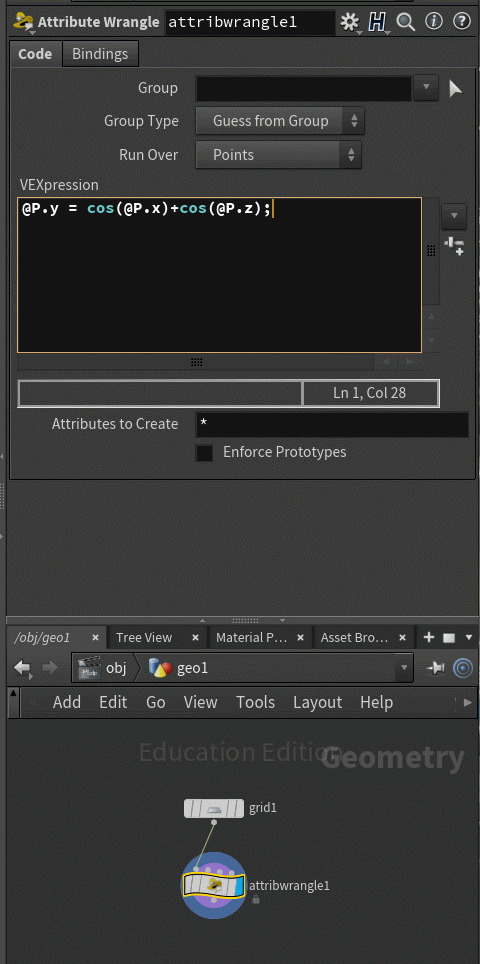 Attribute Wrangle attribwrangle1
Code Bindings
Group
Group Type Guess from Group
Run Over Points
VEXpression
@P.y = cos(@P.x)+cos(@P.z);
Ln 1, Col 28
Attributes to Create *
Enforce Prototypes
/obj/geo1 × Tree View × Material P... × Asset Bro... ×
obj geo1
Add Edit Go View Tools Layout Help
Education Edition
Geometry
grid1
attribwrangle1